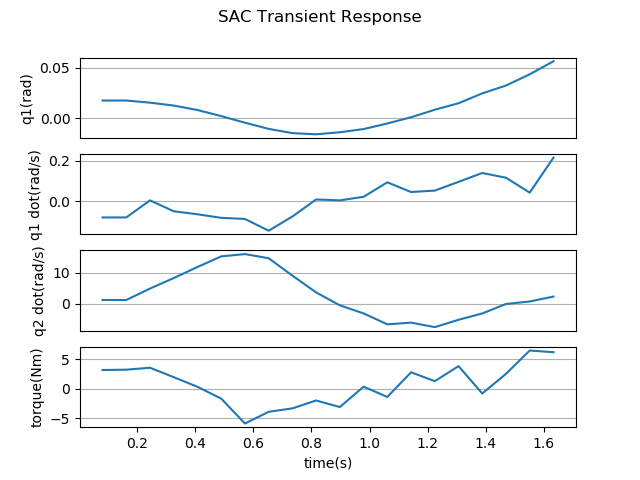 SAC Transient Response
q1(rad)
0.05
0.00
q1 dot(rad/s)
0.2
0.0
q2 dot(rad/s)
10
0
torque(Nm)
5
0
−5
0.2 0.4 0.6 0.8 1.0 1.2 1.4 1.6
time(s)